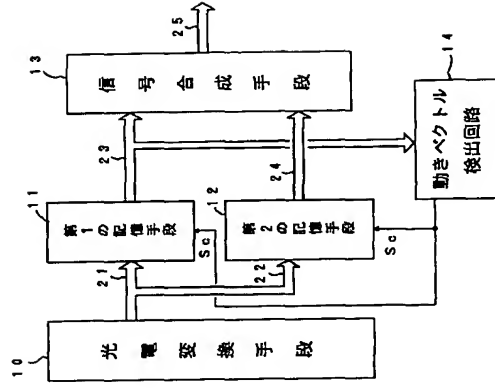 10
光電変換手段
21
22
11
第1の記憶手段
Sc
12
第2の記憶手段
Sc
23
24
13
信号合成手段
25
14
動きベクトル
検出回路